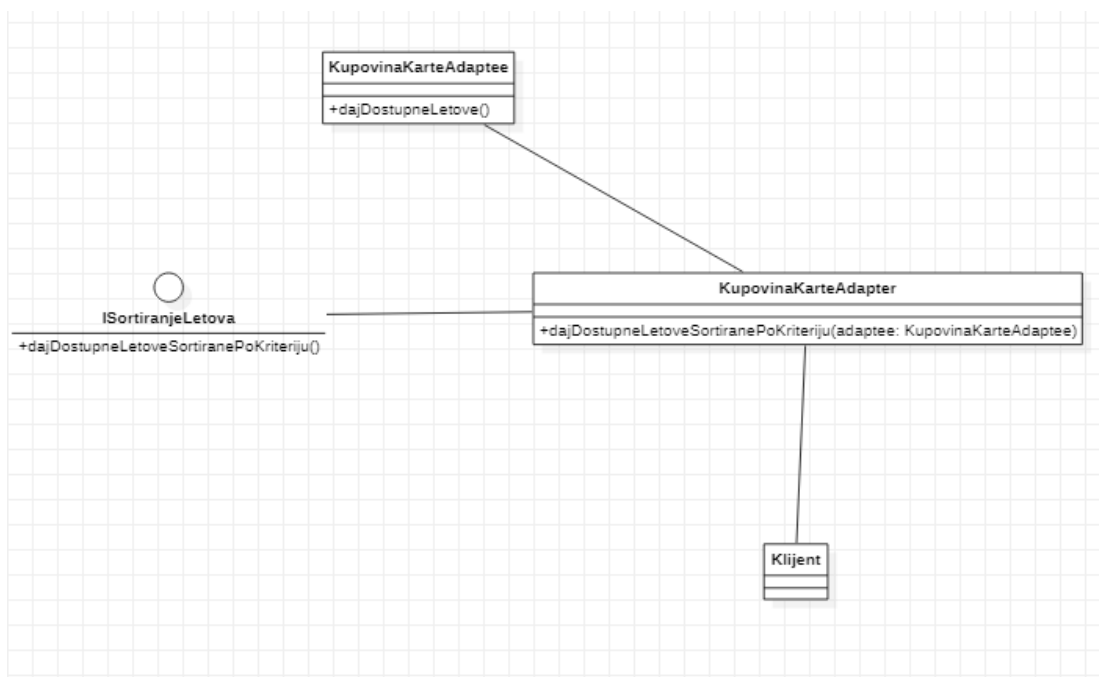 KupovinaKarteAdaptee
+dajDostupneLetove()
ISortiranjeLetova
+dajDostupneLetoveSortiranePoKriteriju()
KupovinaKarteAdapter
+dajDostupneLetoveSortiranePoKriteriju(adaptee: KupovinaKarteAdaptee)
Klijent